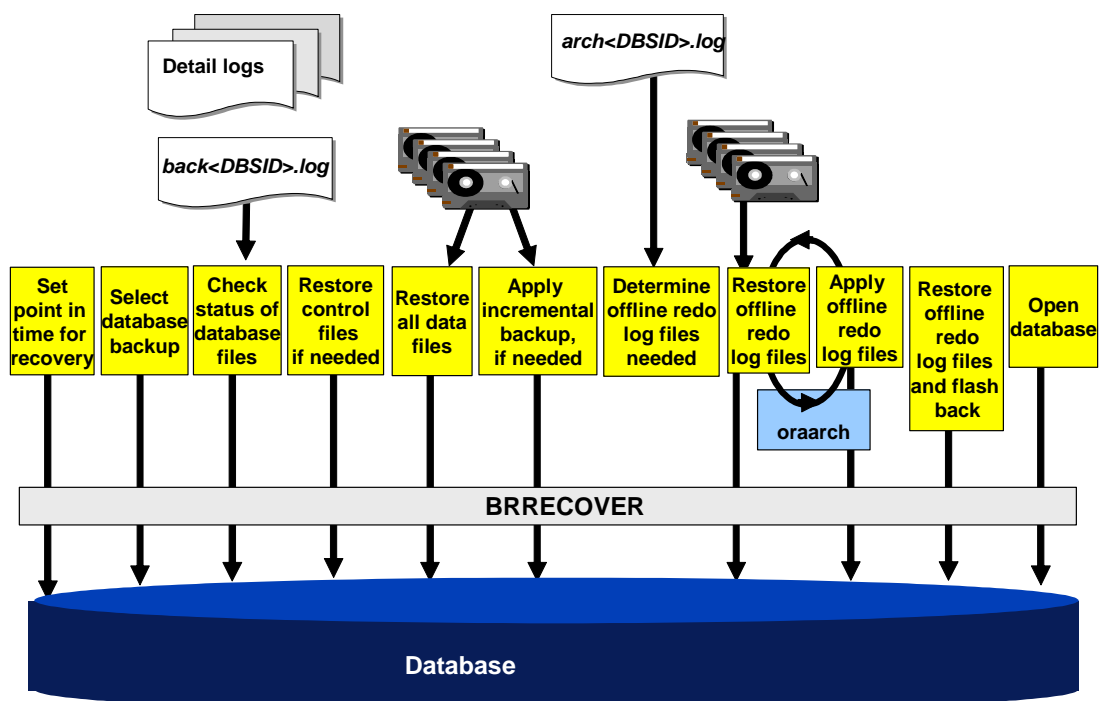 arch<DBSID>.log
Detail logs
back<DBSID>.log
Set
point in
time for
recovery
Select
database
backup
Check
status of
database
files
Restore
control
files
if needed
Restore
all data
files
Apply
incremental
backup,
if needed
Determine
offline redo
log files
needed
Restore
offline
redo
log files
Apply
offline
redo
log files
Restore
offline
redo
log files
and flash
back
Open
database
oraarch
BRRECOVER
Database